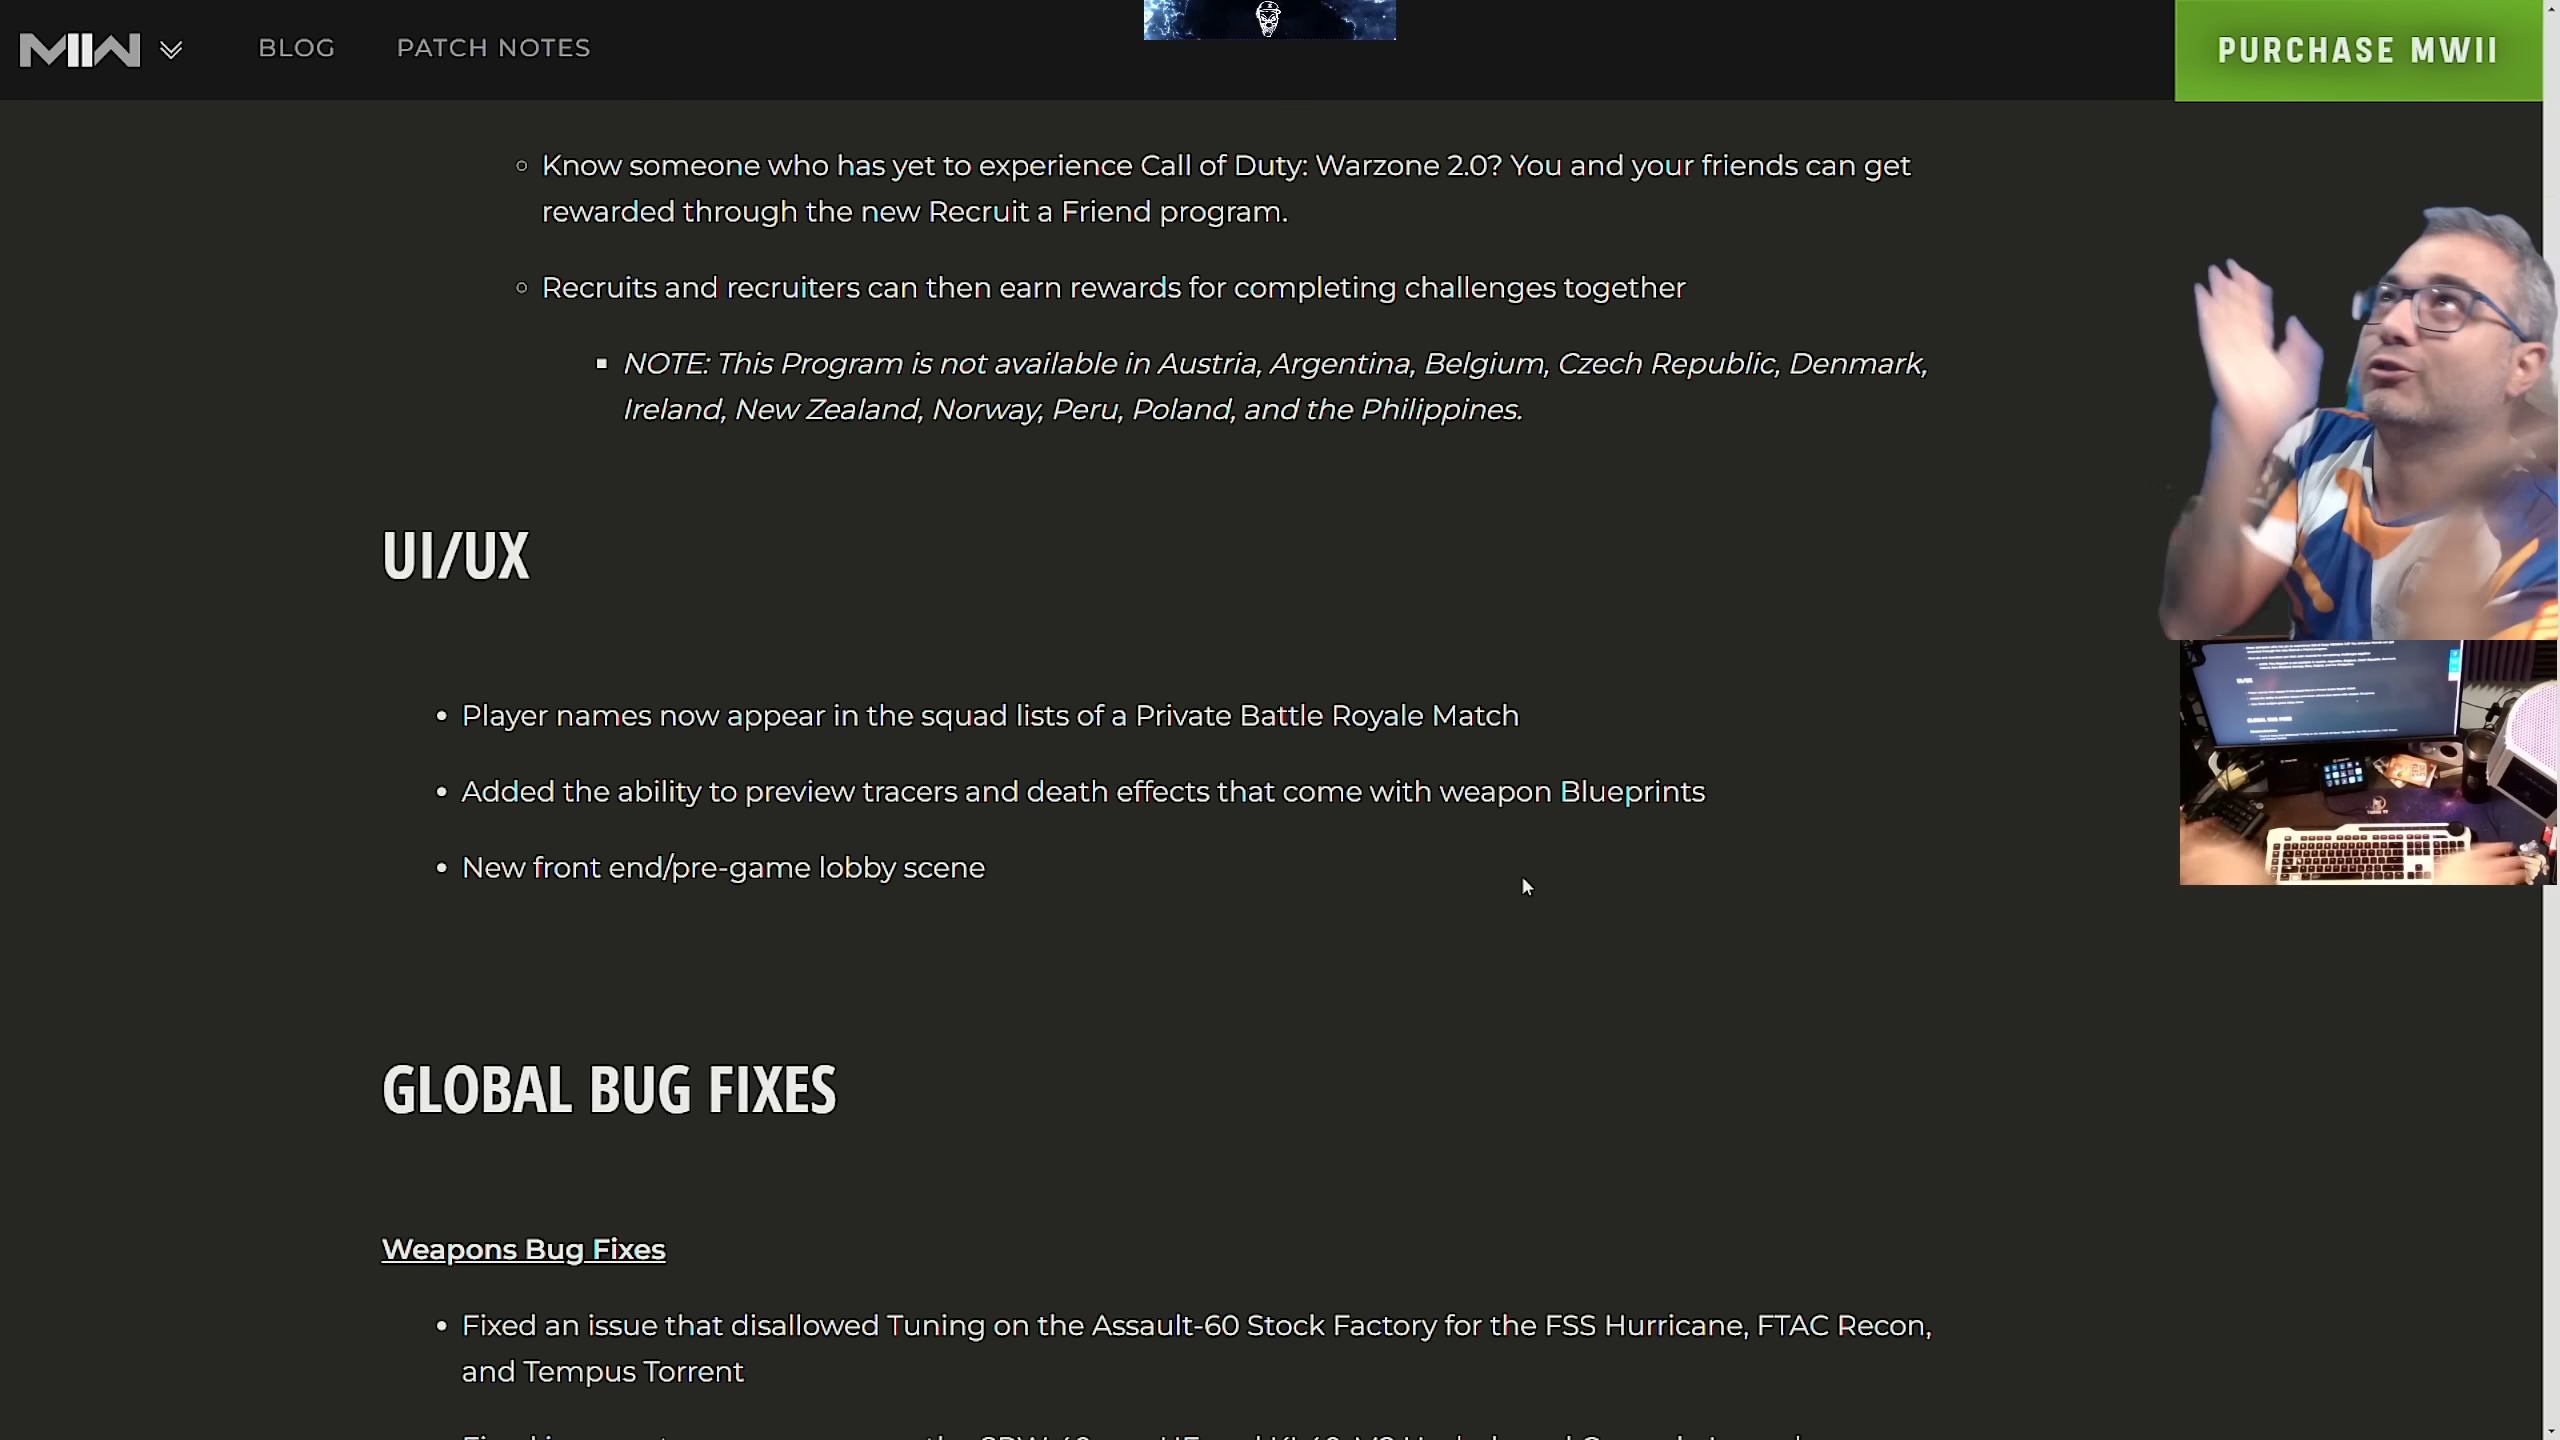 MIIW
BLOG
PATCH NOTES
PURCHASE MWII
Know someone who has yet to experience Call of Duty: Warzone 2.0? You and your friends can get
rewarded through the new Recruit a Friend program.
Recruits and recruiters can then earn rewards for completing challenges together
NOTE: This Program is not available in Austria, Argentina, Belgium, Czech Republic, Denmark,
Ireland, New Zealand, Norway, Peru, Poland, and the Philippines.
UI/UX
Player names now appear in the squad lists of a Private Battle Royale Match
Added the ability to preview tracers and death effects that come with weapon Blueprints
New front end/pre-game lobby scene
GLOBAL BUG FIXES
Weapons Bug Fixes
Fixed an issue that disallowed Tuning on the Assault-60 Stock Factory for the FSS Hurricane, FTAC Recon,
and Tempus Torrent